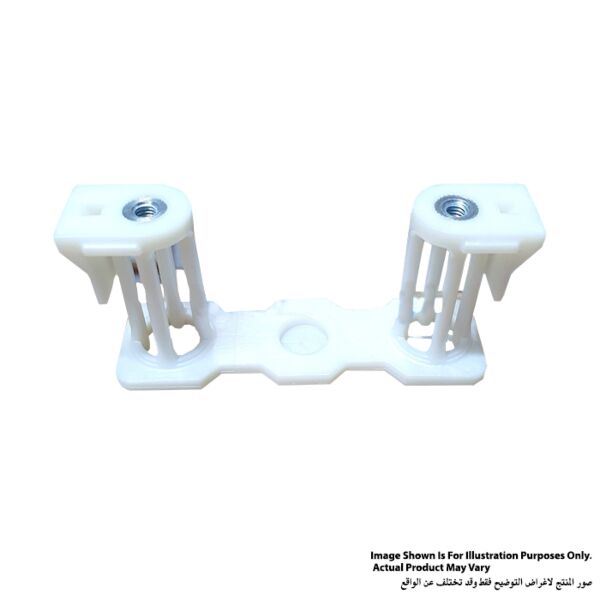 Image Shown Is For Illustration Purposes Only.
Actual Product May Vary
صور المنتج لاغراض التوضيح فقط وقد تختلف عن الواقع